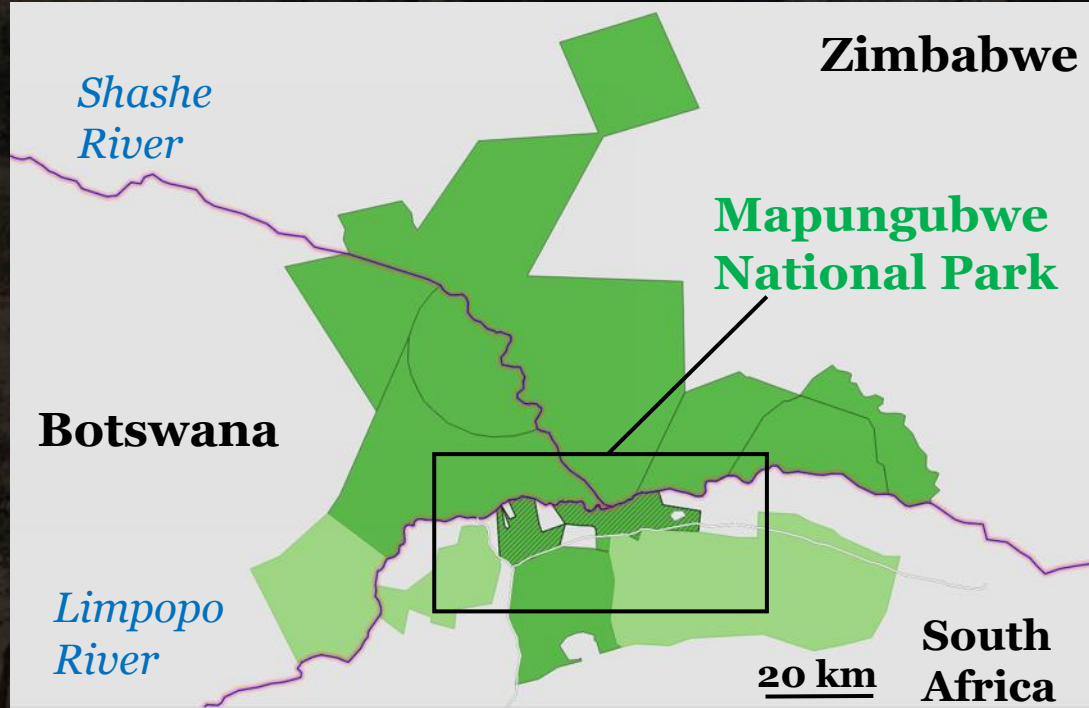 Zimbabwe
Shashe
River
Mapungubwe
National Park
Botswana
Limpopo
River
South
Africa
20 km